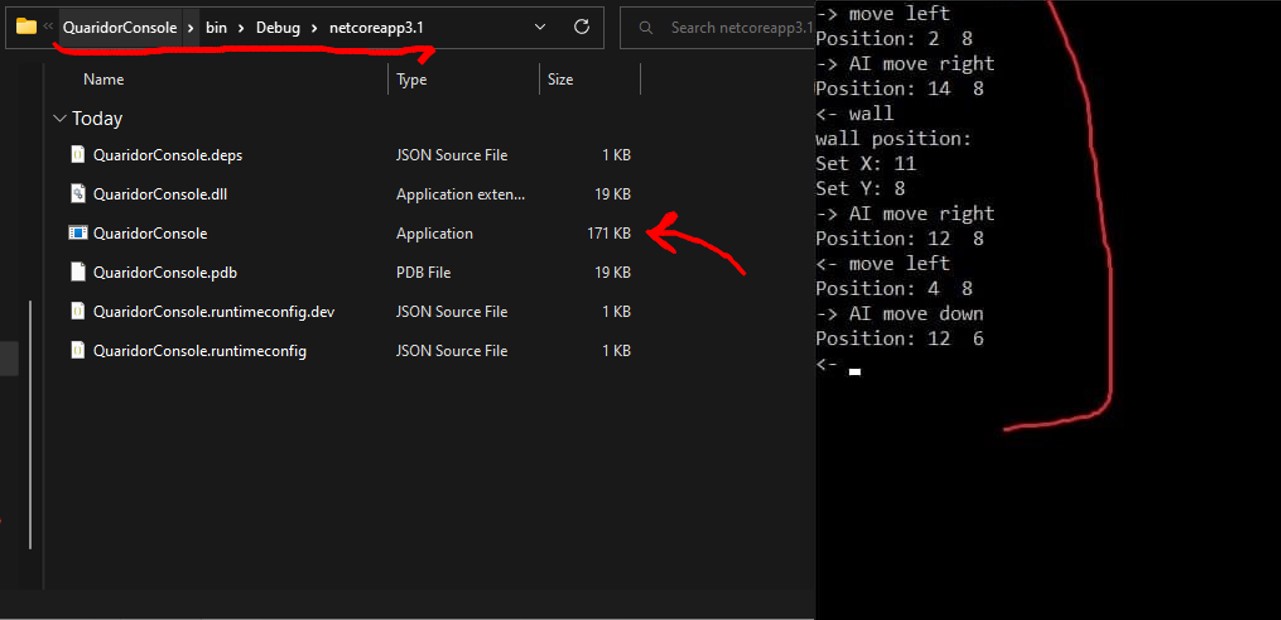 QuaridorConsole > bin > Debug > netcoreapp3.1
Search netcoreapp3.1
Name Type Size
Today
QuaridorConsole.deps JSON Source File 1 KB
QuaridorConsole.dll Application exten... 19 KB
QuaridorConsole Application 171 KB
QuaridorConsole.pdb PDB File 19 KB
QuaridorConsole.runtimeconfig.dev JSON Source File 1 KB
QuaridorConsole.runtimeconfig JSON Source File 1 KB
-> move left
Position: 2 8
-> AI move right
Position: 14 8
<- wall
wall position:
Set X: 11
Set Y: 8
-> AI move right
Position: 12 8
<- move left
Position: 4 8
-> AI move down
Position: 12 6
<-